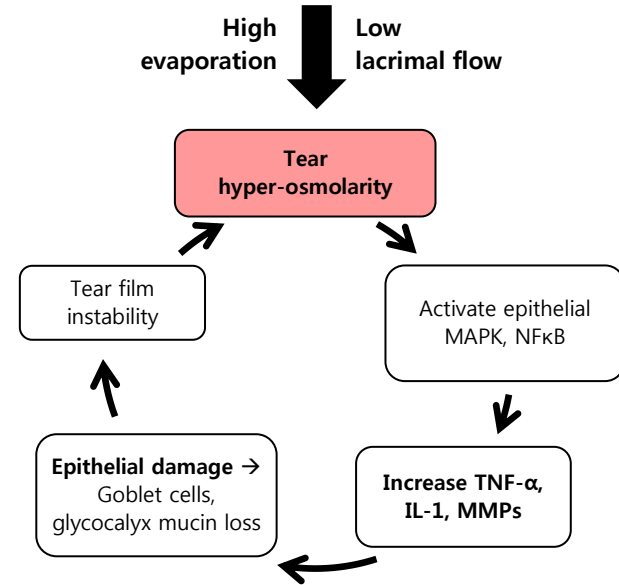 High
evaporation
Low
lacrimal flow
Tear
hyper-osmolarity
Activate epithelial
MAPK, NFκB
Increase TNF-α,
IL-1, MMPs
Epithelial damage →
Goblet cells,
glycocalyx mucin loss
Tear film
instability